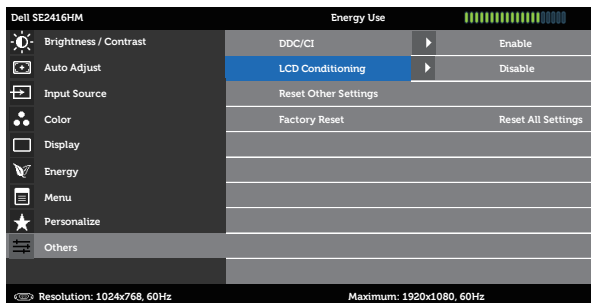 Dell SE2416HM Energy Use
Brightness / Contrast DDC/CI Enable
Auto Adjust LCD Conditioning Disable
Input Source Reset Other Settings
Color Factory Reset Reset All Settings
Display
Energy
Menu
Personalize
Others
Resolution: 1024x768, 60Hz Maximum: 1920x1080, 60Hz